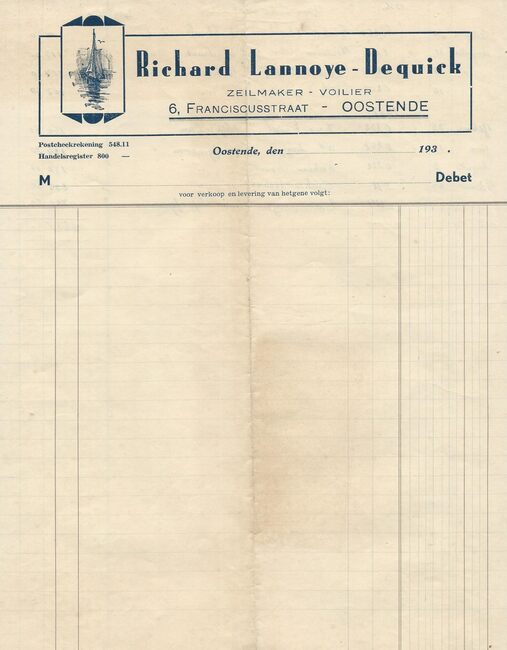 Richard Lannoye - Dequick
ZEILMAKER - VOILIER
6, FRANCISCUSSTRAAT - OOSTENDE
Postcheckrekening 548.11
Handelsregister 800 —
Oostende, den 193 .
M Debet
voor verkoop en levering van hetgene volgt: